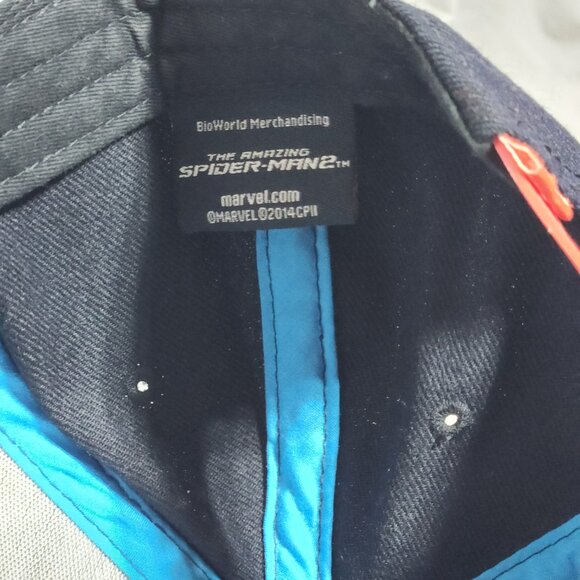 BioWorld Merchandising
THE AMAZING
SPIDER-MAN2™
marvel.com
©MARVEL©2014CPII